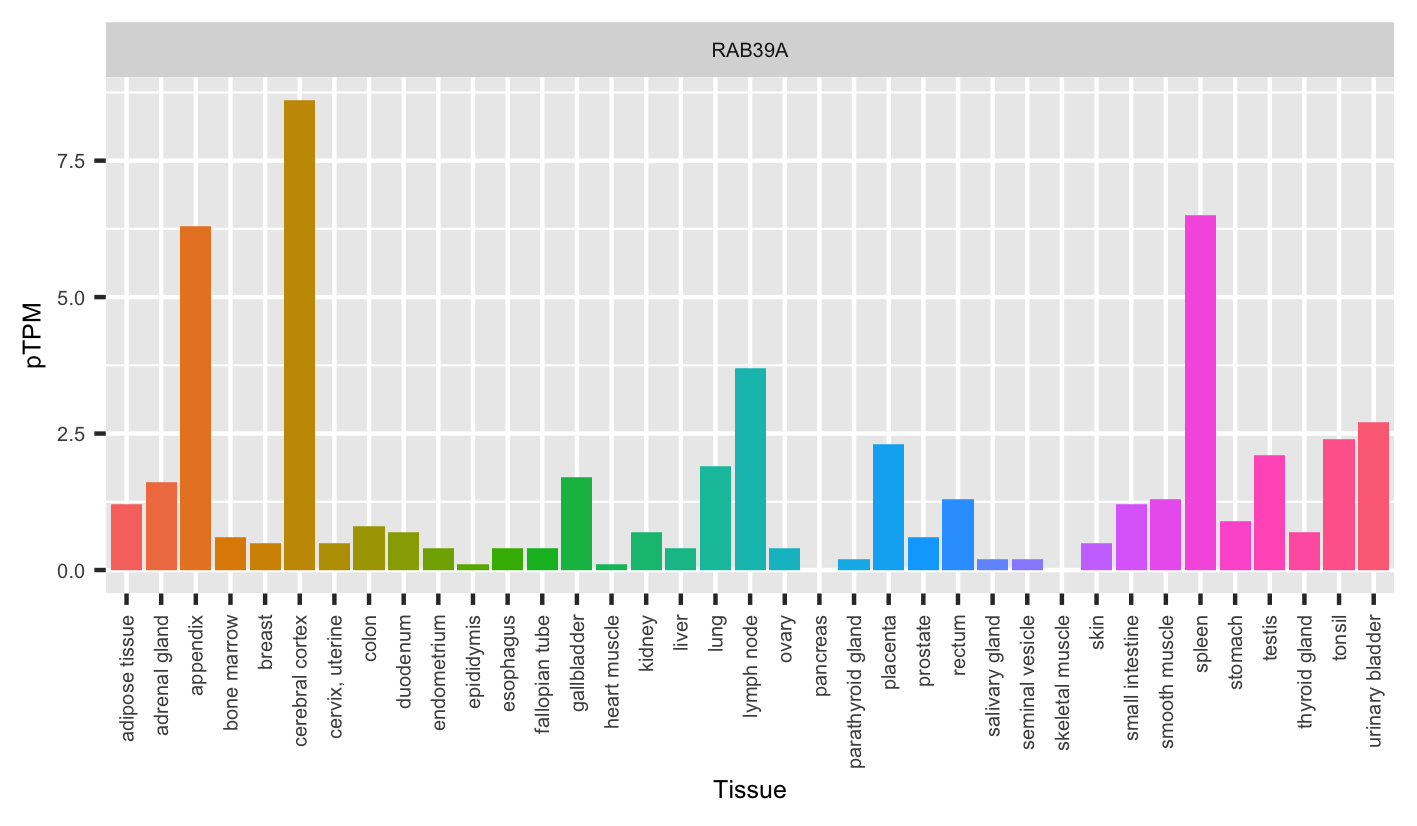 RAB39A
pTPM
7.5
5.0
2.5
0.0
adipose tissue
adrenal gland
appendix
bone marrow
breast
cerebral cortex
cervix, uterine
colon
duodenum
endometrium
epididymis
esophagus
fallopian tube
gallbladder
heart muscle
kidney
liver
lung
lymph node
ovary
pancreas
parathyroid gland
placenta
prostate
rectum
salivary gland
seminal vesicle
skeletal muscle
skin
small intestine
smooth muscle
spleen
stomach
testis
thyroid gland
tonsil
urinary bladder
Tissue